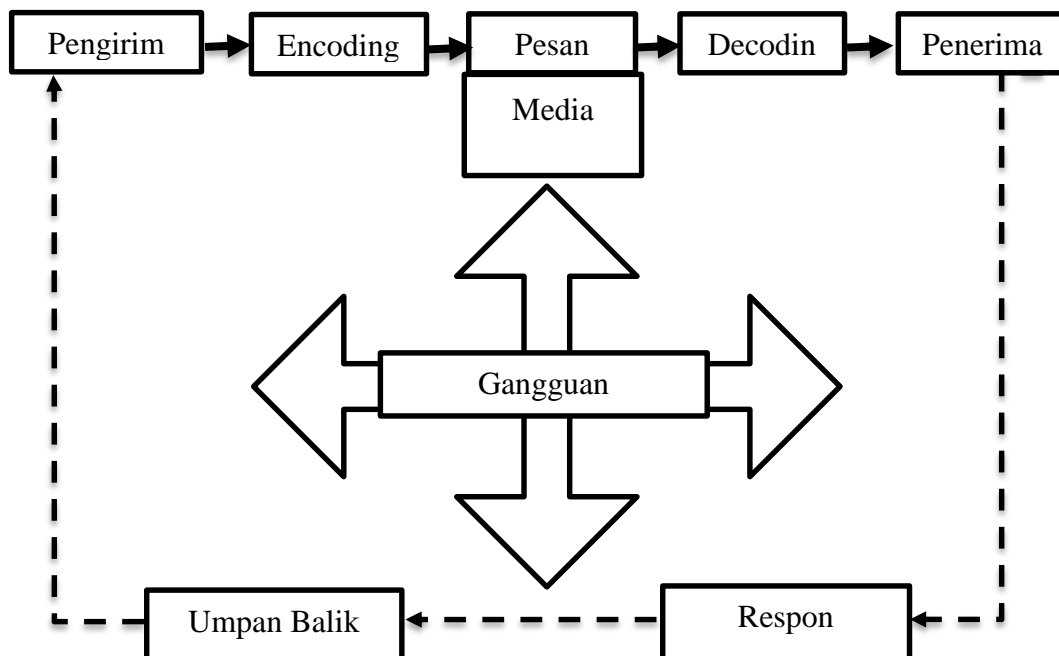 Pengirim
Encoding
Pesan
Decodin
Penerima
Media
Gangguan
Umpan Balik
Respon